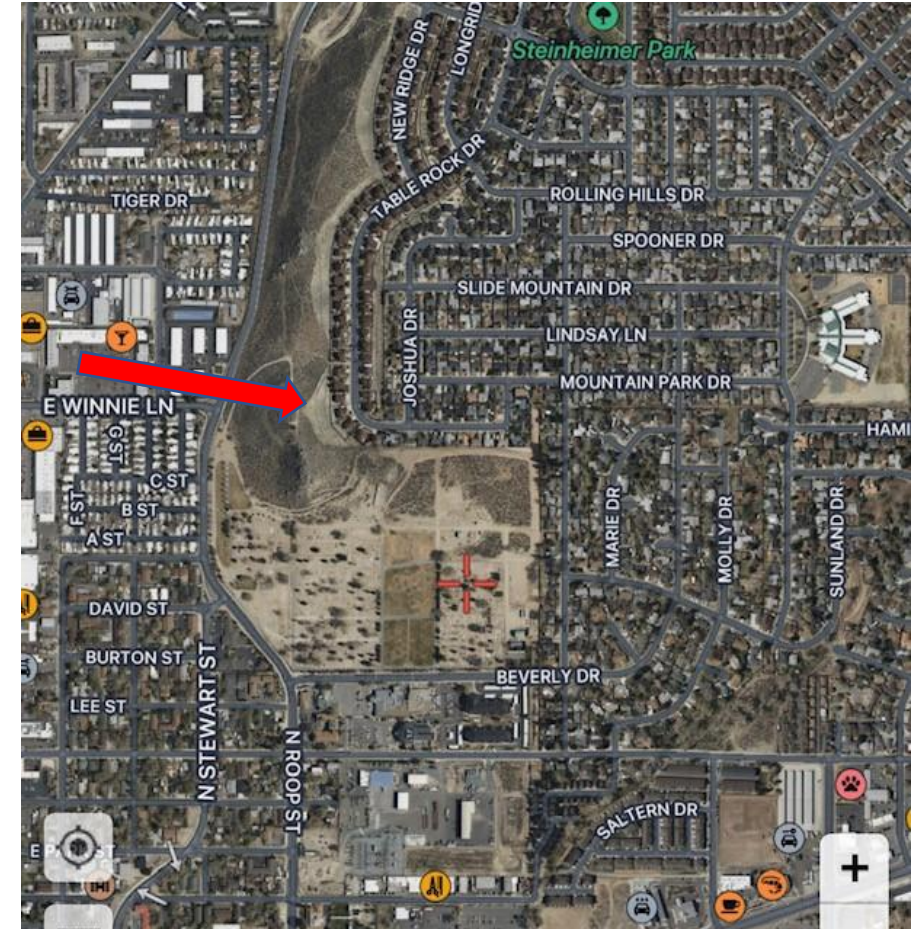 Steinheimer Park
LONGRID
NEW RIDGE DR
TABLE ROCK DR
TIGER DR
ROLLING HILLS DR
SPOONER DR
SLIDE MOUNTAIN DR
LINDSAY LN
JOSHUA DR
MOUNTAIN PARK DR
E WINNIE LN
G ST
HAMI
C ST
F ST
B ST
A ST
MARIE DR
MOLLY DR
SUNLAND DR
DAVID ST
BURTON ST
N STEWART ST
BEVERLY DR
LEE ST
N ROOP ST
SALTERN DR
+